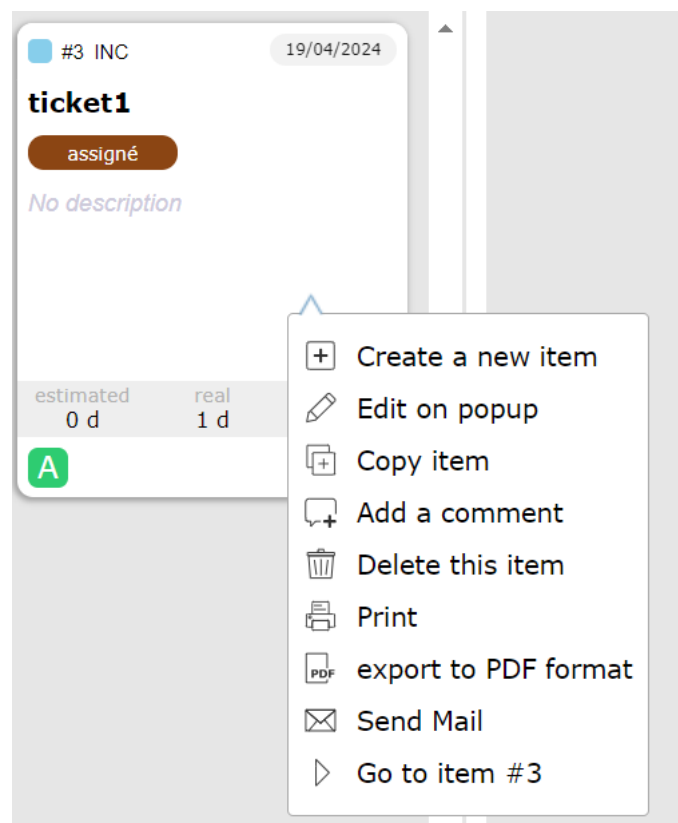 #3 INC 19/04/2024
ticket1
assigné
No description
estimated real
0 d 1 d
A
Create a new item
Edit on popup
Copy item
Add a comment
Delete this item
Print
PDF export to PDF format
Send Mail
Go to item #3